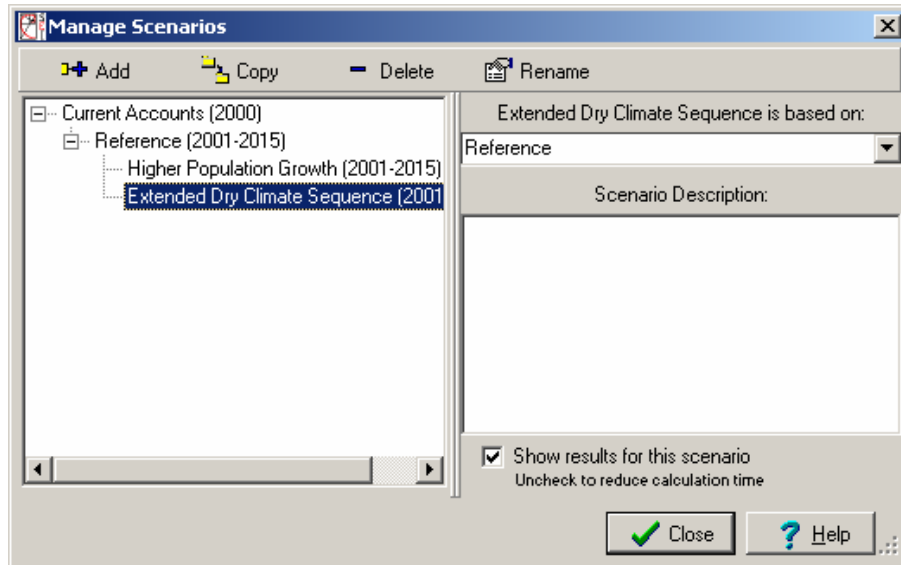 Manage Scenarios
Add Copy Delete Rename
Current Accounts (2000)
Reference (2001-2015)
Higher Population Growth (2001-2015)
Extended Dry Climate Sequence (2001
Extended Dry Climate Sequence is based on:
Reference
Scenario Description:
Show results for this scenario
Uncheck to reduce calculation time
Close Help